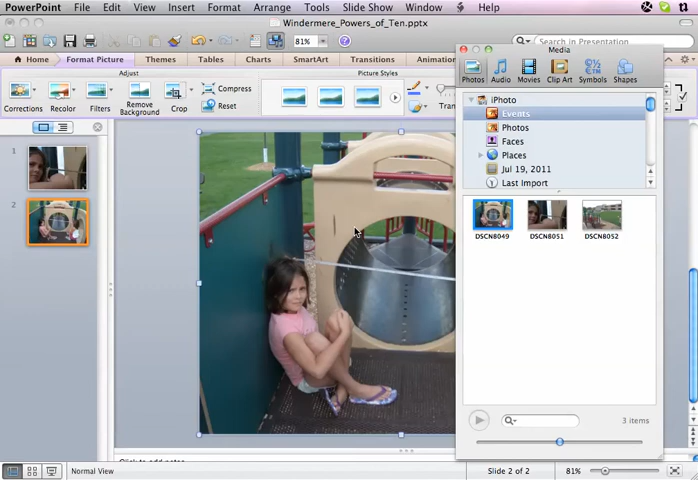 PowerPoint File Edit View Insert Format Arrange Tools Slide Show Window Help
Windermere_Powers_of_Ten.pptx
81% Search in Presentation
Home Format Picture Themes Tables Charts SmartArt Transitions Animation
Adjust Picture Styles
Corrections Recolor Filters Remove Background Crop Compress Reset Tran
Media
Photos Audio Movies Clip Art Symbols Shapes
iPhoto
Events
Photos
Faces
Places
Jul 19, 2011
Last Import
1
2
DSCN8049 DSCN8051 DSCN8052
3 items
Click to add notes
Normal View Slide 2 of 2 81%